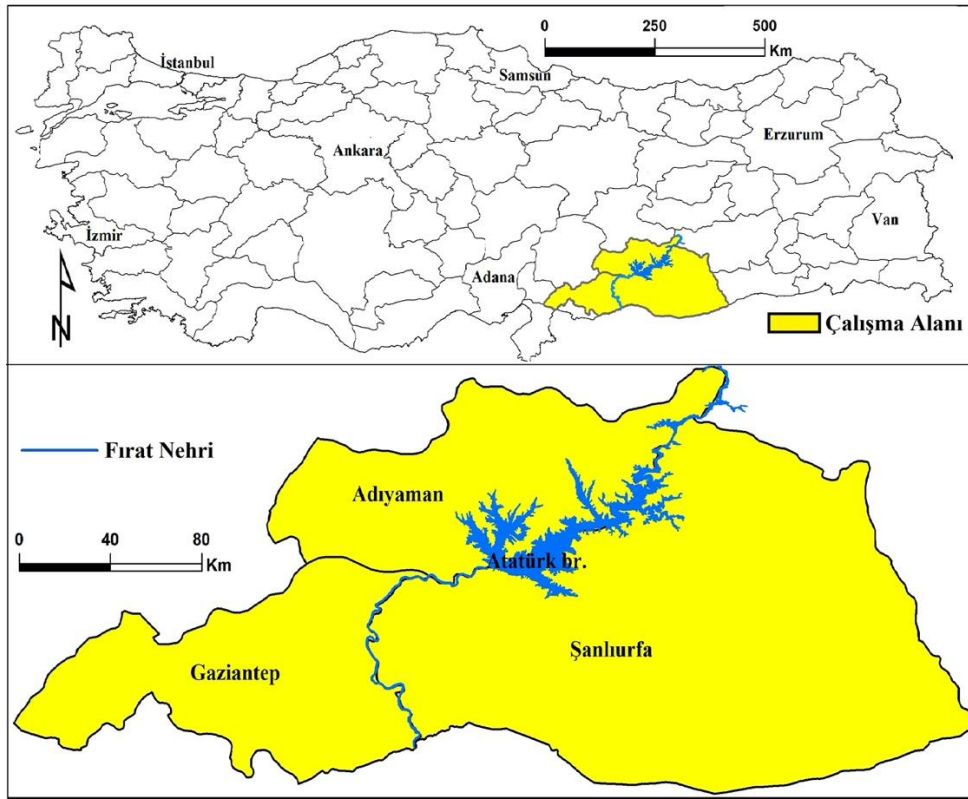 0 250 500
Km
İstanbul
Samsun
Erzurum
Ankara
Van
İzmir
Adana
N
Çalışma Alanı
Fırat Nehri
Adıyaman
0 40 80
Km
Atatürk br.
Şanlıurfa
Gaziantep